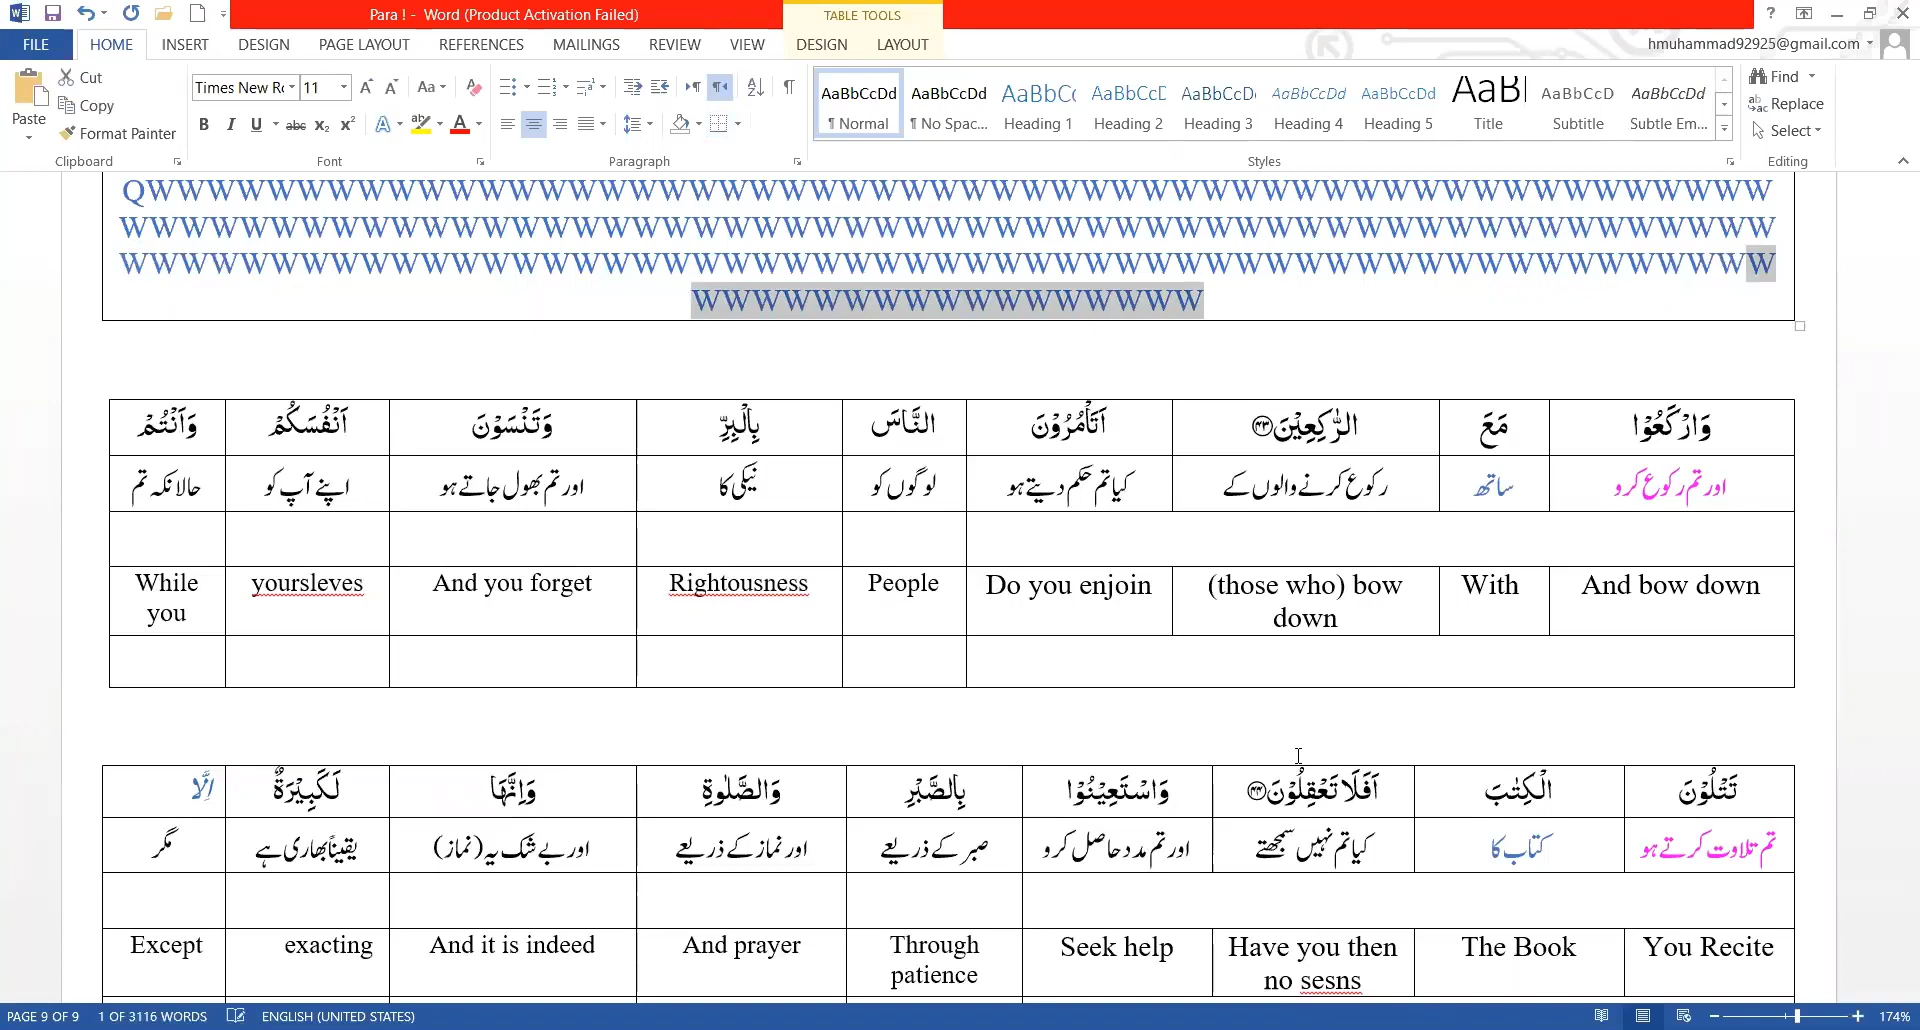 Para ! - Word (Product Activation Failed)
TABLE TOOLS
FILE HOME INSERT DESIGN PAGE LAYOUT REFERENCES MAILINGS REVIEW VIEW DESIGN LAYOUT
hmuhammad92925@gmail.com
Paste
Cut
Copy
Format Painter
Clipboard
Times New Ro 11
Font
Paragraph
AaBbCcDd AaBbCcDd AaBbCc AaBbCcD AaBbCcD AaBbCcDd AaBbCcDd AaB AaBbCcD AaBbCcDd
¶ Normal ¶ No Spac... Heading 1 Heading 2 Heading 3 Heading 4 Heading 5 Title Subtitle Subtle Em...
Styles
Find
Replace
Select
Editing
وَارْكَعُوْا مَعَ الرّٰكِعِيْنَ ۴۳ اَتَاْمُرُوْنَ النَّاسَ بِالْبِرِّ وَتَنْسَوْنَ اَنْفُسَكُمْ وَاَنْتُمْ
اور تم رکوع کرو ساتھ رکوع کرنے والوں کے کیا تم حکم دیتے ہو لوگوں کو نیکی کا اور تم بھول جاتے ہو اپنے آپ کو حالانکہ تم
While you yoursleves And you forget Rightousness People Do you enjoin (those who) bow down With And bow down
تَتْلُوْنَ الْكِتٰبَ اَفَلَا تَعْقِلُوْنَ ۴۴ وَاسْتَعِيْنُوْا بِالصَّبْرِ وَالصَّلٰوةِ وَاِنَّهَا لَكَبِيْرَةٌ اِلَّا
تم تلاوت کرتے ہو کتاب کا کیا تم نہیں سمجھتے اور تم مدد حاصل کرو صبر کے ذریعے اور نماز کے ذریعے اور بے شک یہ (نماز) یقیناً بھاری ہے مگر
Except exacting And it is indeed And prayer Through patience Seek help Have you then no sesns The Book You Recite
PAGE 9 OF 9 1 OF 3116 WORDS ENGLISH (UNITED STATES) 174%